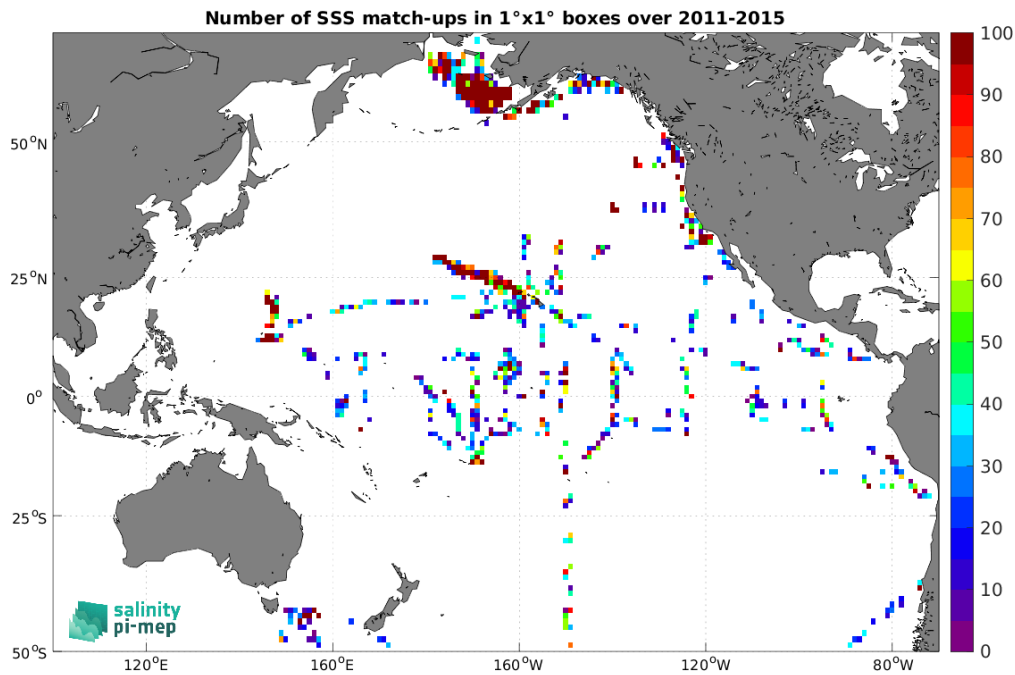 Number of SSS match-ups in 1°x1° boxes over 2011-2015
100
90
80
70
60
50
40
30
20
10
0
50°N
25°N
0°
25°S
50°S
120°E
160°E
160°W
120°W
80°W
salinity
pi-mep